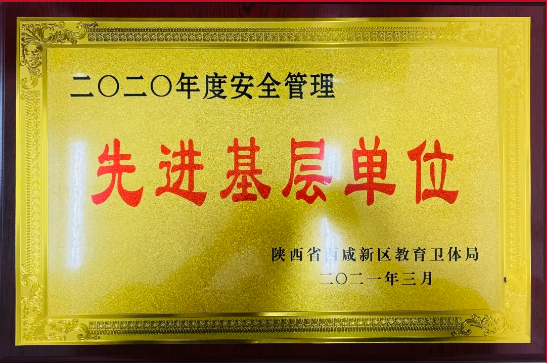 二〇二〇年度安全管理
先进基层单位
陕西省西咸新区教育卫体局
二〇二一年三月